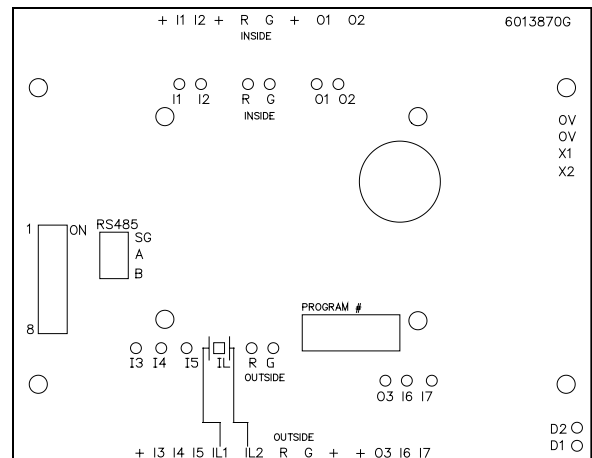 + I1 I2 + R G + O1 O2 6013870G
INSIDE
I1 I2 R G O1 O2
INSIDE
OV
OV
X1
X2
1 ON RS485
SG
A
B
8
PROGRAM #
I3 I4 I5 IL R G
OUTSIDE
O3 I6 I7
D2
D1
OUTSIDE
+ I3 I4 I5 IL1 IL2 R G + + O3 I6 I7